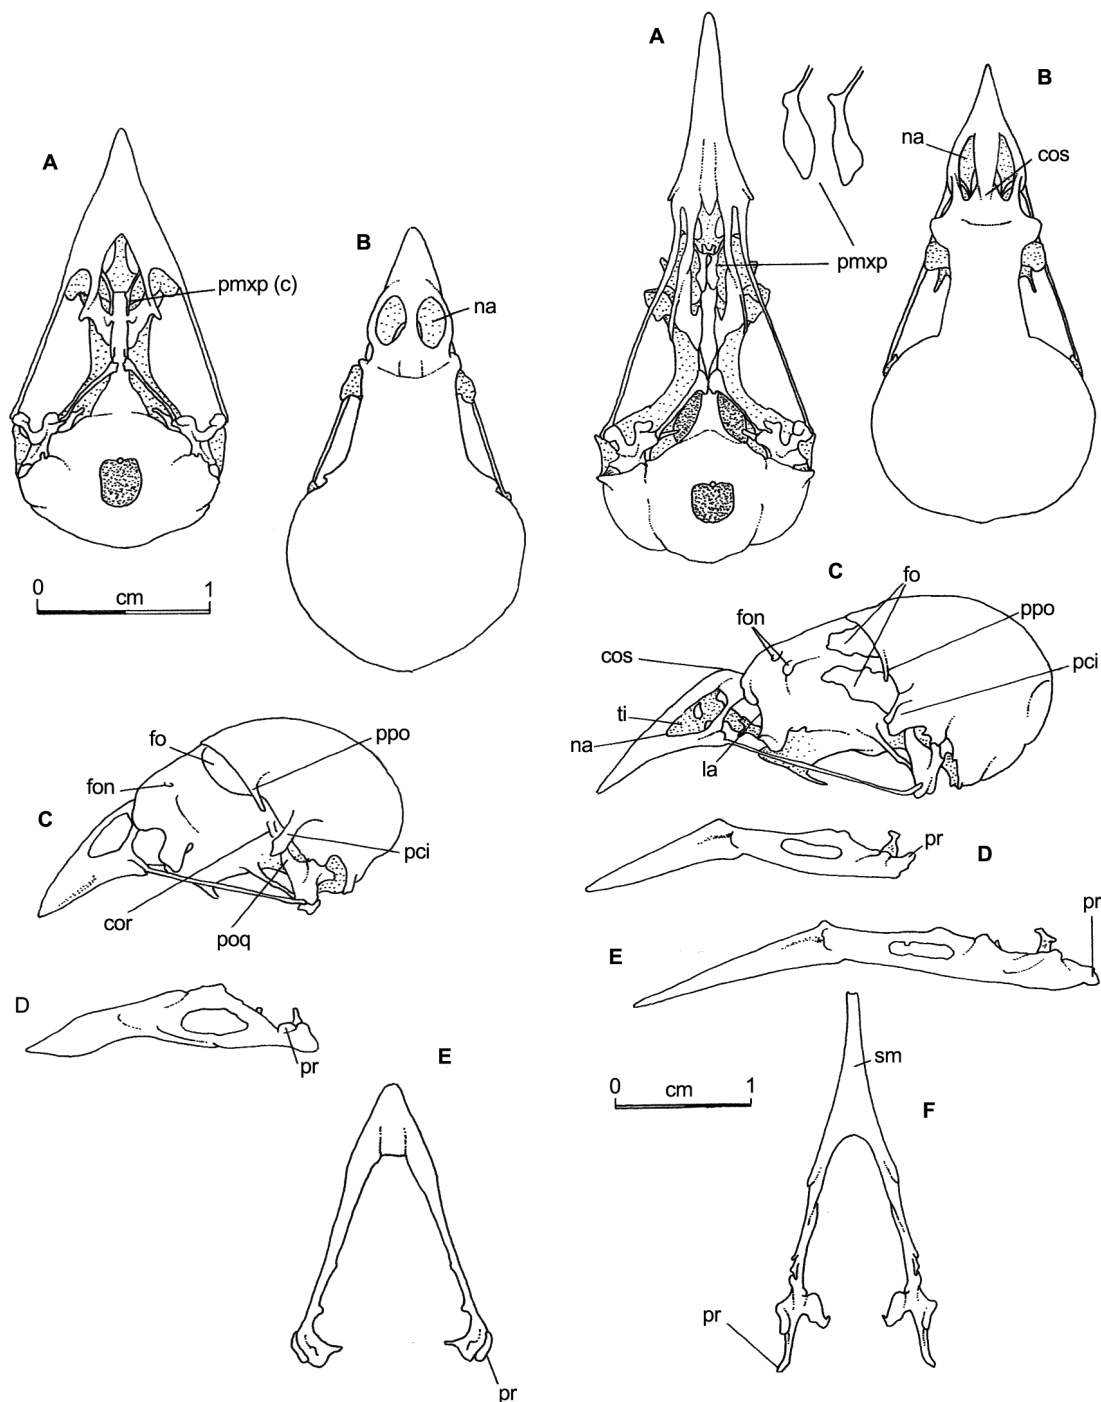 A
pmxp (c)
B
na
0 cm 1
C
fon
fo
ppo
pci
cor
poq
D
pr
E
pr
A
pmxp
B
na
cos
C
fo
fon
ppo
pci
cos
ti
na
la
D
pr
E
pr
0 cm 1
sm
F
pr